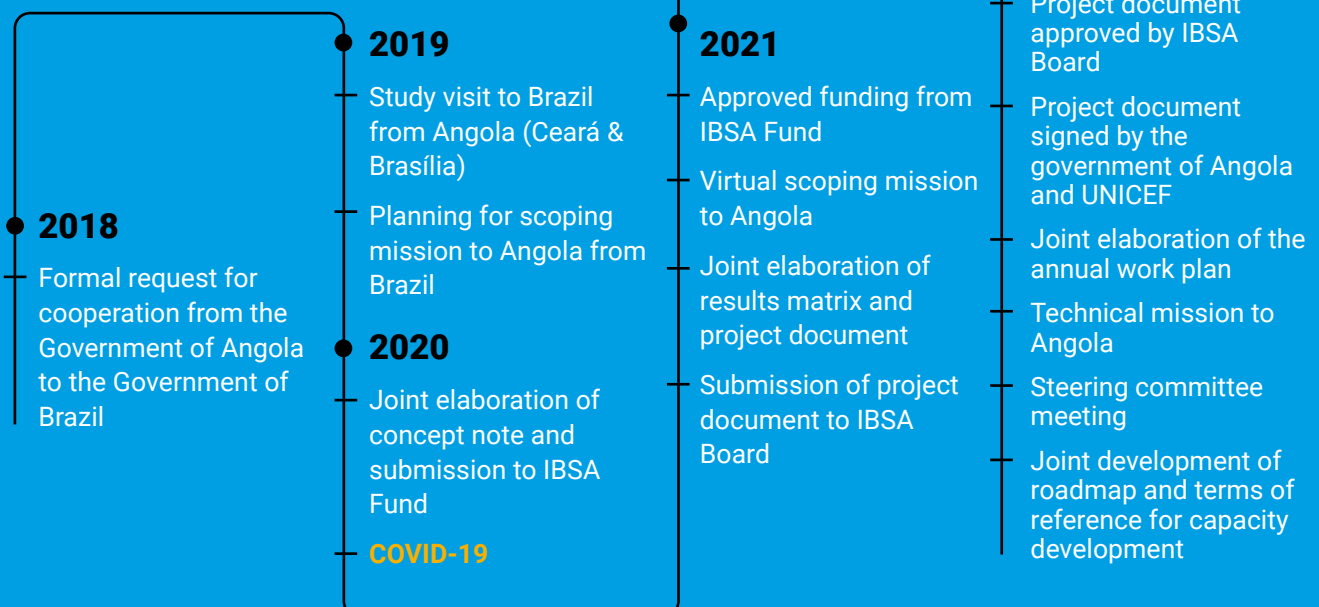 2018
Formal request for
cooperation from the
Government of Angola
to the Government of
Brazil
2019
Study visit to Brazil
from Angola (Ceará &
Brasília)
Planning for scoping
mission to Angola from
Brazil
2020
Joint elaboration of
concept note and
submission to IBSA
Fund
COVID-19
2021
Approved funding from
IBSA Fund
Virtual scoping mission
to Angola
Joint elaboration of
results matrix and
project document
Submission of project
document to IBSA
Board
Project document
approved by IBSA
Board
Project document
signed by the
government of Angola
and UNICEF
Joint elaboration of the
annual work plan
Technical mission to
Angola
Steering committee
meeting
Joint development of
roadmap and terms of
reference for capacity
development